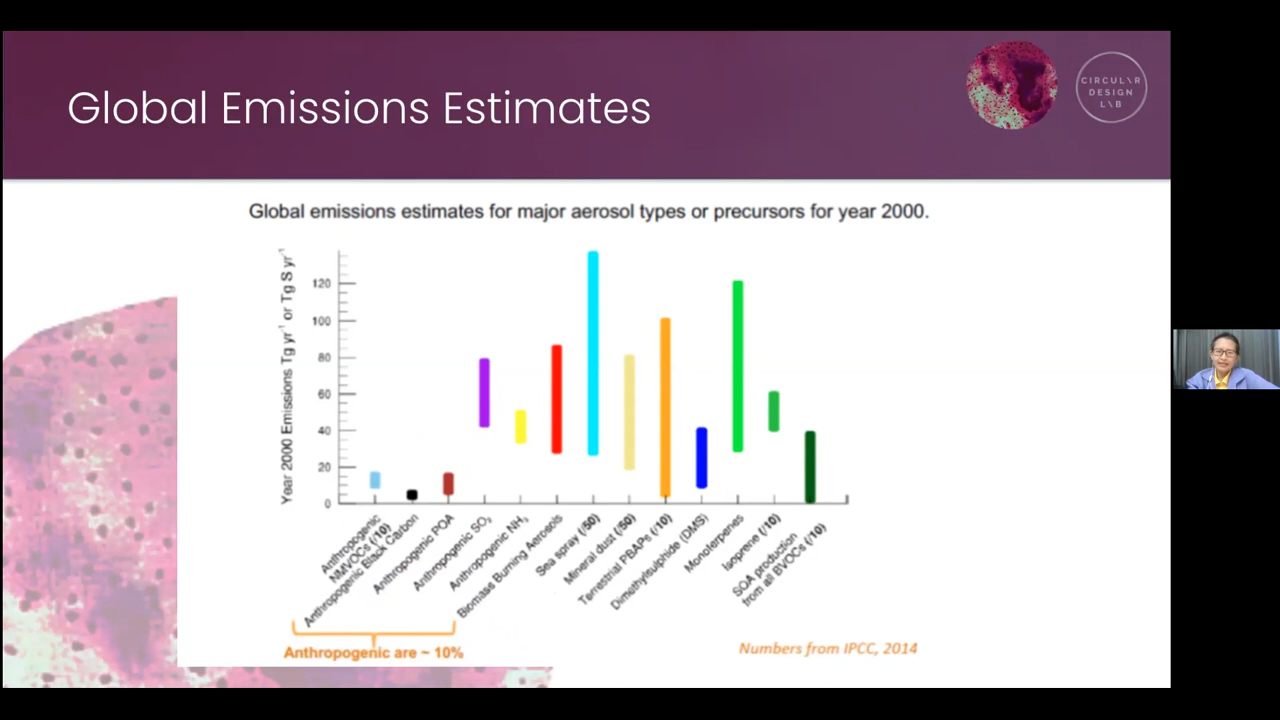 Global Emissions Estimates
CIRCUL\R
DESIGN
L\B
Global emissions estimates for major aerosol types or precursors for year 2000.
Year 2000 Emissions Tg yr⁻¹ or Tg S yr⁻¹
120
100
80
60
40
20
0
Anthropogenic
NMVOCs (/10)
Anthropogenic Black Carbon
Anthropogenic POA
Anthropogenic SO₂
Anthropogenic NH₃
Biomass Burning Aerosols
Sea spray (/50)
Mineral dust (/50)
Terrestrial PBAPs (/10)
Dimethylsulphide (DMS)
Monoterpenes
Isoprene (/10)
SOA production
from all BVOCs (/10)
Anthropogenic are ~ 10%
Numbers from IPCC, 2014